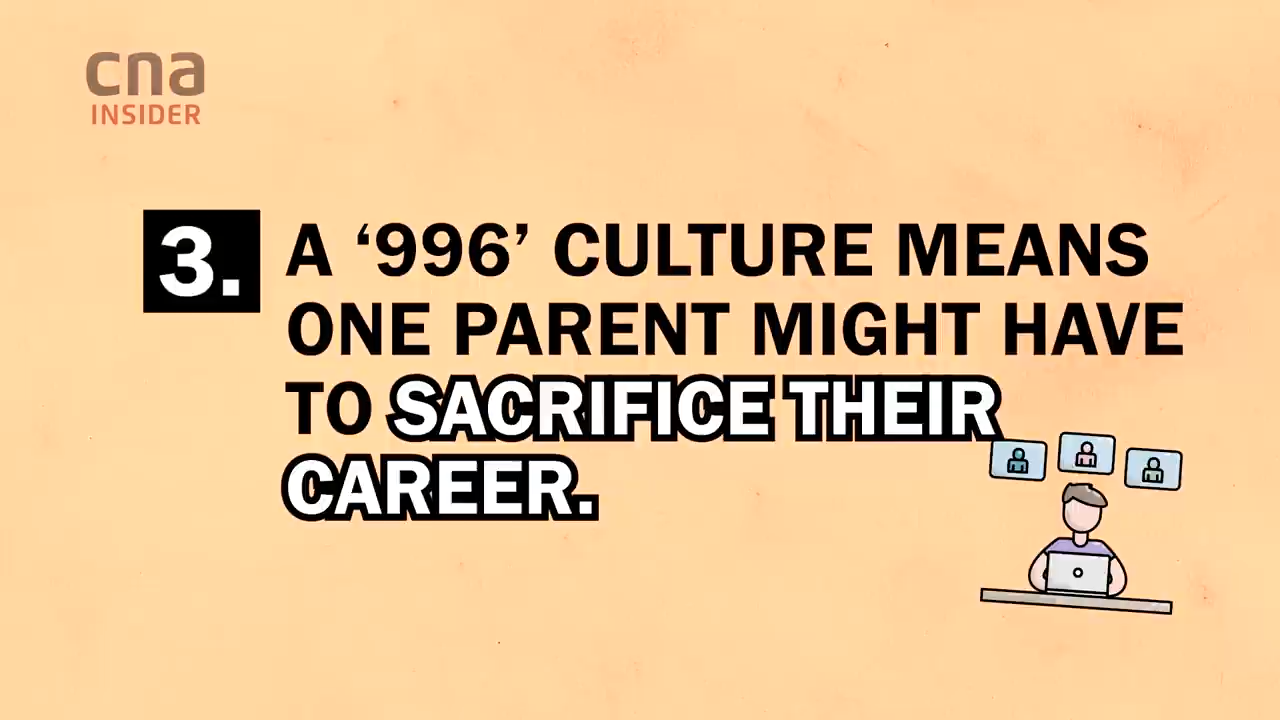 cna
INSIDER
3. A ‘996’ CULTURE MEANS
ONE PARENT MIGHT HAVE
TO SACRIFICE THEIR
CAREER.